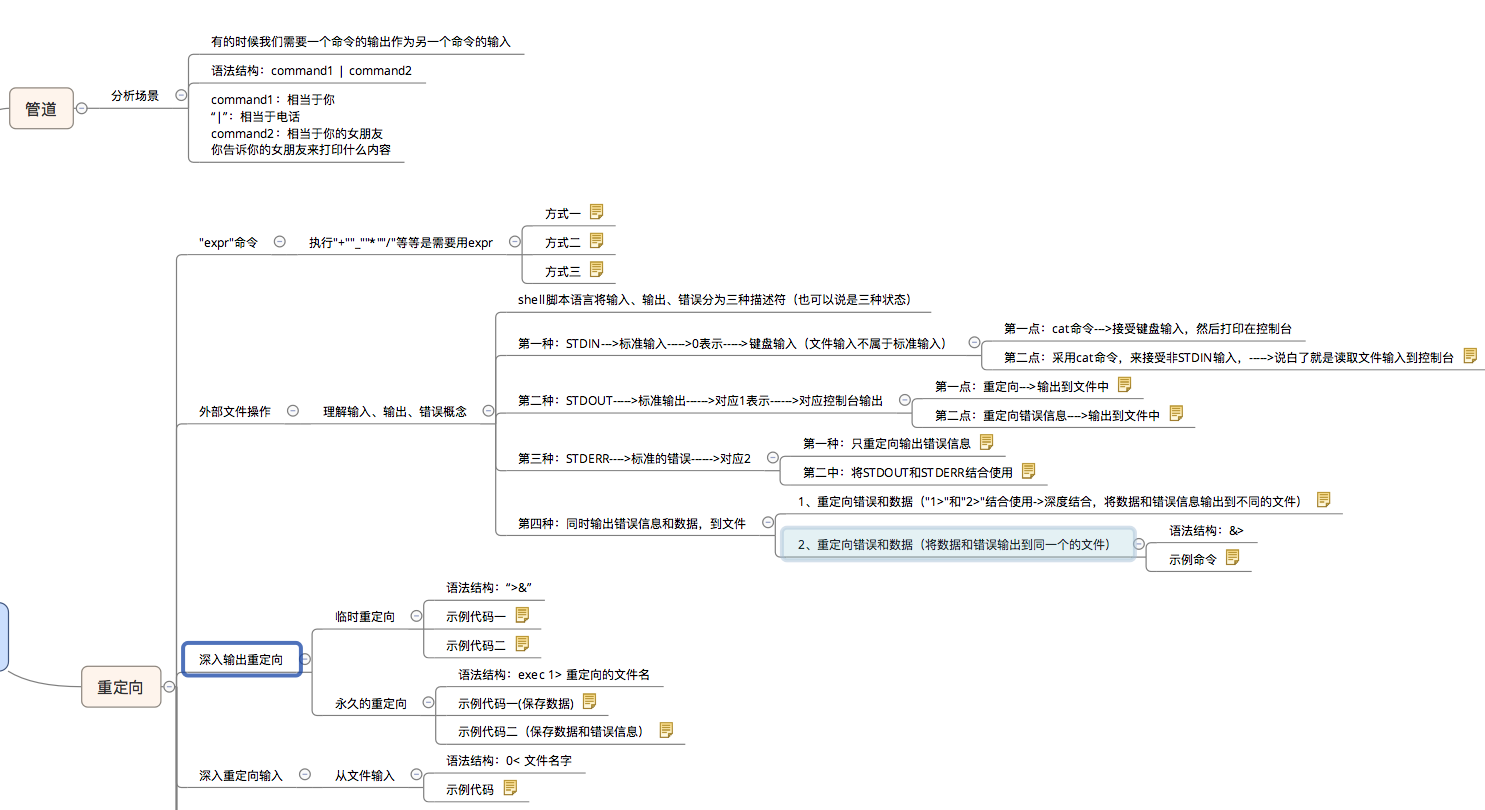 管道
分析场景
有的时候我们需要一个命令的输出作为另一个命令的输入
语法结构：command1 | command2
command1：相当于你
“|”：相当于电话
command2：相当于你的女朋友
你告诉你的女朋友来打印什么内容
重定向
"expr"命令
执行"+""_""*""/"等等是需要用expr
方式一
方式二
方式三
外部文件操作
理解输入、输出、错误概念
shell脚本语言将输入、输出、错误分为三种描述符（也可以说是三种状态）
第一种：STDIN--->标准输入----->0表示----->键盘输入（文件输入不属于标准输入）
第一点：cat命令--->接受键盘输入，然后打印在控制台
第二点：采用cat命令，来接受非STDIN输入，----->说白了就是读取文件输入到控制台
第二种：STDOUT----->标准输出------>对应1表示------>对应控制台输出
第一点：重定向--->输出到文件中
第二点：重定向错误信息---->输出到文件中
第三种：STDERR---->标准的错误------>对应2
第一种：只重定向输出错误信息
第二中：将STDOUT和STDERR结合使用
第四种：同时输出错误信息和数据，到文件
1、重定向错误和数据（"1>"和"2>"结合使用->深度结合，将数据和错误信息输出到不同的文件）
2、重定向错误和数据（将数据和错误输出到同一个的文件）
语法结构：&>
示例命令
深入输出重定向
临时重定向
语法结构：“>&”
示例代码一
示例代码二
永久的重定向
语法结构：exec 1> 重定向的文件名
示例代码一(保存数据)
示例代码二（保存数据和错误信息）
深入重定向输入
从文件输入
语法结构：0< 文件名字
示例代码